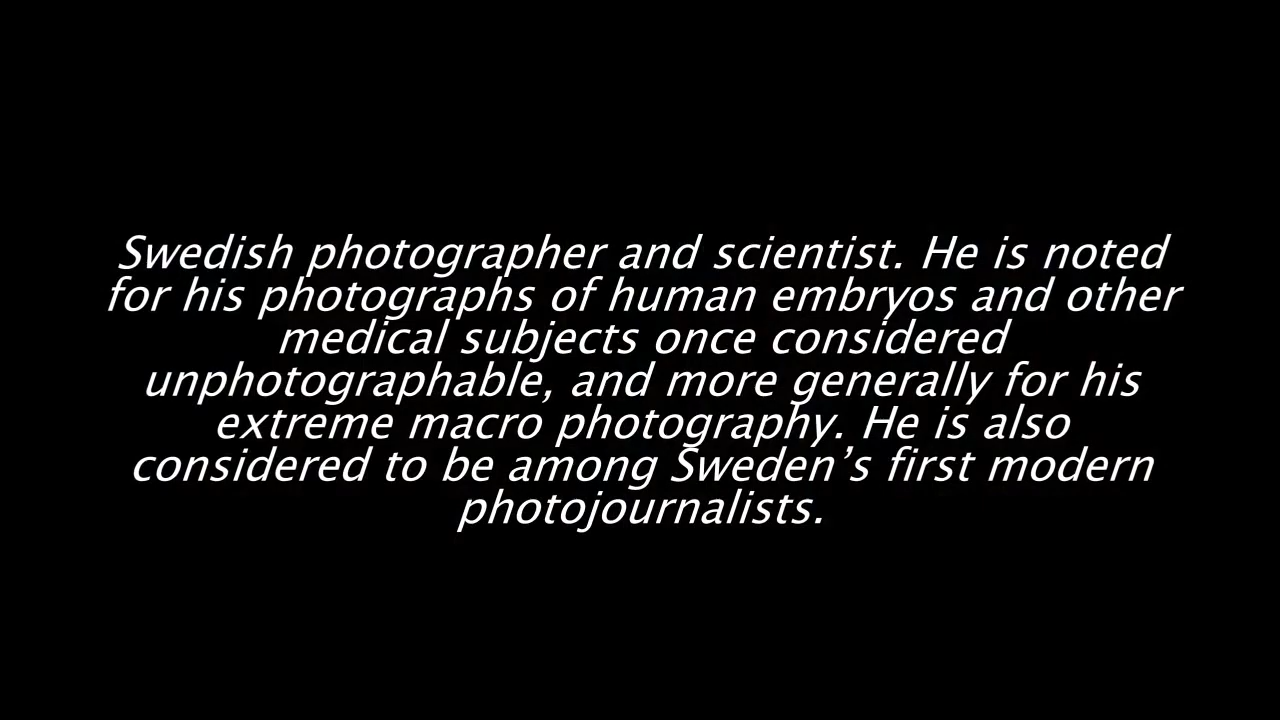 Swedish photographer and scientist. He is noted
for his photographs of human embryos and other
medical subjects once considered
unphotographable, and more generally for his
extreme macro photography. He is also
considered to be among Sweden’s first modern
photojournalists.